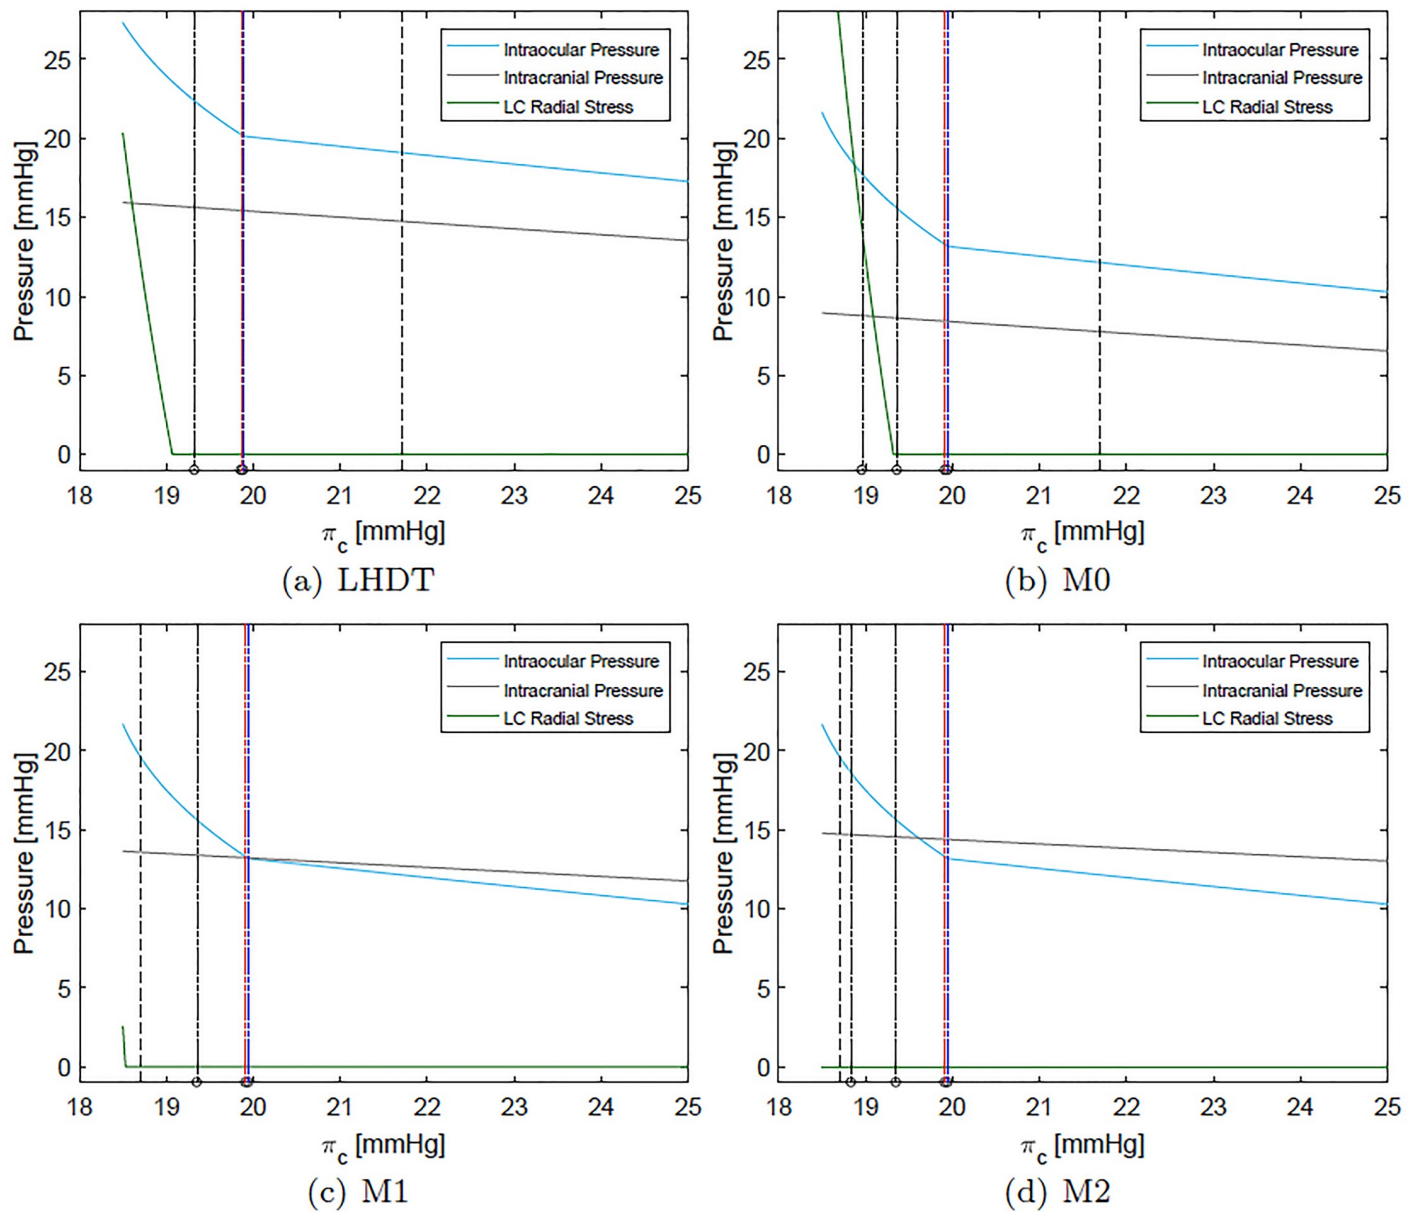 Pressure [mmHg]
25
20
15
10
5
0
Intraocular Pressure
Intracranial Pressure
LC Radial Stress
18 19 20 21 22 23 24 25
πc [mmHg]
(a) LHDT
Pressure [mmHg]
25
20
15
10
5
0
Intraocular Pressure
Intracranial Pressure
LC Radial Stress
18 19 20 21 22 23 24 25
πc [mmHg]
(b) M0
Pressure [mmHg]
25
20
15
10
5
0
Intraocular Pressure
Intracranial Pressure
LC Radial Stress
18 19 20 21 22 23 24 25
πc [mmHg]
(c) M1
Pressure [mmHg]
25
20
15
10
5
0
Intraocular Pressure
Intracranial Pressure
LC Radial Stress
18 19 20 21 22 23 24 25
πc [mmHg]
(d) M2